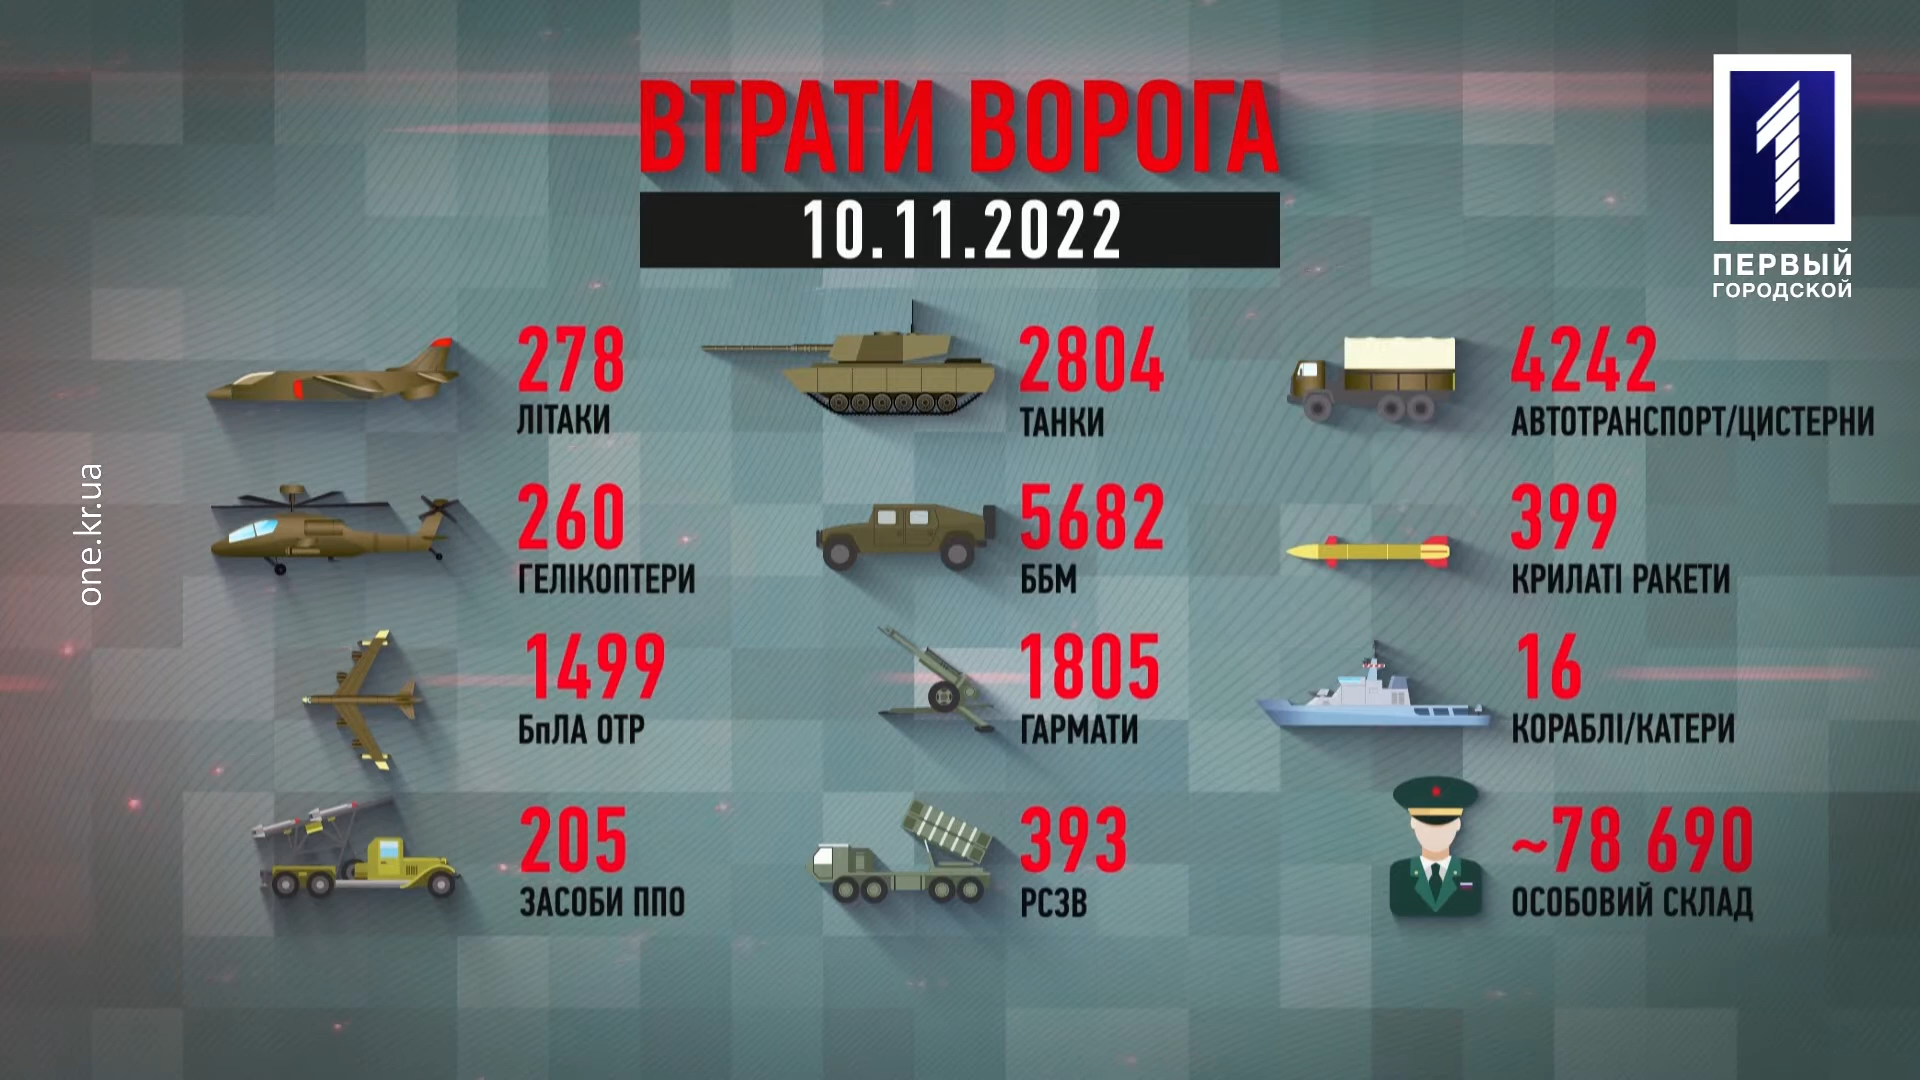 ВТРАТИ ВОРОГА
10.11.2022
ПЕРВЫЙ
ГОРОДСКОЙ
one.kr.ua
278
ЛІТАКИ
2804
ТАНКИ
4242
АВТОТРАНСПОРТ/ЦИСТЕРНИ
260
ГЕЛІКОПТЕРИ
5682
ББМ
399
КРИЛАТІ РАКЕТИ
1499
БпЛА ОТР
1805
ГАРМАТИ
16
КОРАБЛІ/КАТЕРИ
205
ЗАСОБИ ППО
393
РСЗВ
~78 690
ОСОБОВИЙ СКЛАД